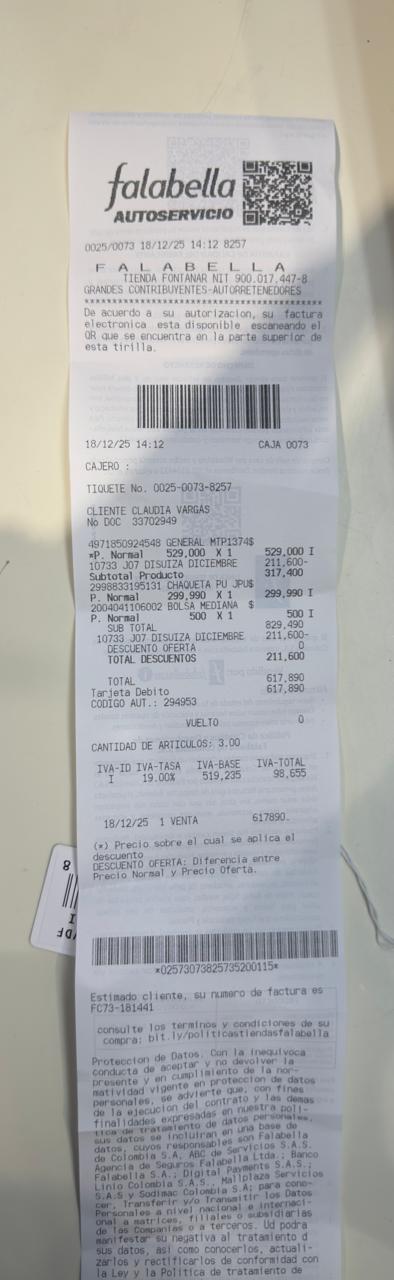 falabella
AUTOSERVICIO
0025/0073 18/12/25 14:12 8257
F A L A B E L L A
TIENDA FONTANAR NIT 900.017.447-8
GRANDES CONTRIBUYENTES-AUTORRETENEDORES
****************************************
De acuerdo a su autorizacion, su factura
electronica esta disponible escaneando el
QR que se encuentra en la parte superior de
esta tirilla.
18/12/25 14:12 CAJA 0073
CAJERO :
TIQUETE No. 0025-0073-8257
CLIENTE CLAUDIA VARGAS
No DOC 33702949
4971850924548 GENERAL MTP1374$
*P. Normal 529,000 X 1 529,000 I
10733 J07 DISUIZA DICIEMBRE 211,600-
Subtotal Producto 317,400
2998833195131 CHAQUETA PU JPU$
P. Normal 299,990 X 1 299,990 I
2004041106002 BOLSA MEDIANA $
P. Normal 500 X 1 500 I
SUB TOTAL 829,490
10733 J07 DISUIZA DICIEMBRE 211,600-
DESCUENTO OFERTA 0
TOTAL DESCUENTOS 211,600
TOTAL 617,890
Tarjeta Debito 617,890
CODIGO AUT.: 294953
VUELTO 0
CANTIDAD DE ARTICULOS: 3.00
IVA-ID IVA-TASA IVA-BASE IVA-TOTAL
I 19.00% 519,235 98,655
18/12/25 1 VENTA 617890.
(*) Precio sobre el cual se aplica el
descuento
DESCUENTO OFERTA: Diferencia entre
Precio Normal y Precio Oferta.
*02573073825735200115*
Estimado cliente, su numero de factura es
FC73-181441
consulte los terminos y condiciones de su
compra: bit.ly/politicastiendasfalabella
Proteccion de Datos. Con la inequivoca
conducta de aceptar y no devolver la
presente y en cumplimiento de la nor-
matividad vigente en proteccion de datos
personales, se advierte que, con fines
de la ejecucion del contrato y las demas
finalidades expresadas en nuestra poli-
tica de tratamiento de datos personales,
sus datos se incluiran en una base de
datos, cuyos responsables son Falabella
de Colombia S.A, ABC de Servicios S.A.S.
Agencia de Seguros Falabella Ltda.; Banco
Falabella S.A.; Digital Payments S.A.S.;
Linio Colombia S.A.S., Mallplaza Servicios
S.A.S y Sodimac Colombia S.A; para cono-
cer, Transferir y/o Transmitir los Datos
Personales a nivel nacional e internaci-
onal a matrices, filiales o subsidiarias
de las Companias o a terceros. Ud podra
manifestar su negativa al tratamiento d
sus datos, asi como conocerlos, actuali-
zarlos y rectificarlos de conformidad con
la Ley y la Politica de tratamiento de